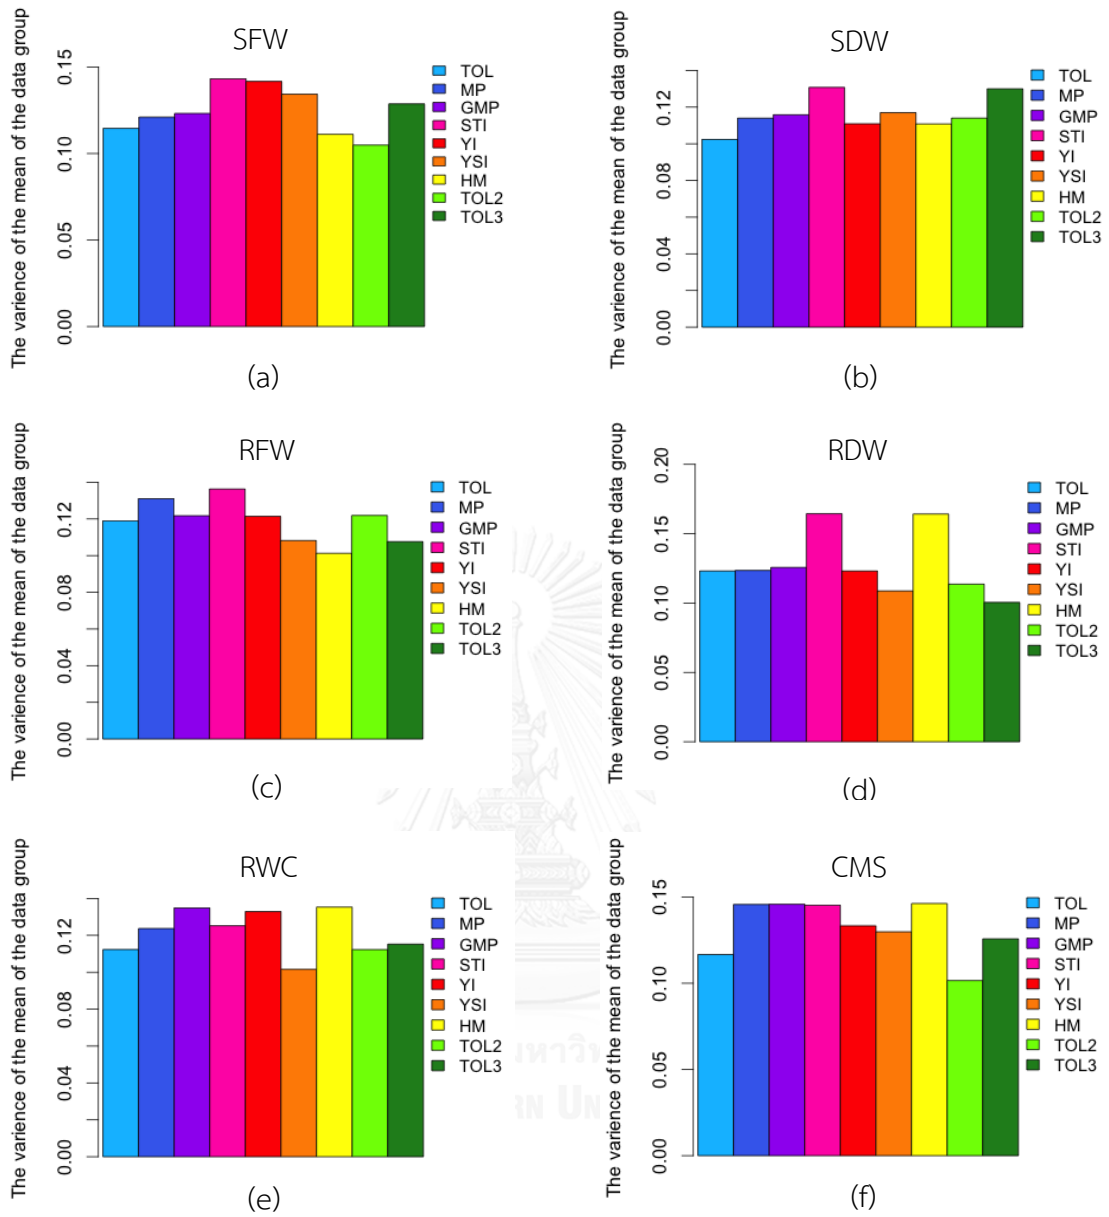 SFW
The varience of the mean of the data group
0.15
0.10
0.05
0.00
TOL
MP
GMP
STI
YI
YSI
HM
TOL2
TOL3
(a)
SDW
The varience of the mean of the data group
0.12
0.08
0.04
0.00
TOL
MP
GMP
STI
YI
YSI
HM
TOL2
TOL3
(b)
RFW
The varience of the mean of the data group
0.12
0.08
0.04
0.00
TOL
MP
GMP
STI
YI
YSI
HM
TOL2
TOL3
(c)
RDW
The varience of the mean of the data group
0.20
0.15
0.10
0.05
0.00
TOL
MP
GMP
STI
YI
YSI
HM
TOL2
TOL3
(d)
RWC
The varience of the mean of the data group
0.12
0.08
0.04
0.00
TOL
MP
GMP
STI
YI
YSI
HM
TOL2
TOL3
(e)
CMS
The varience of the mean of the data group
0.15
0.10
0.05
0.00
TOL
MP
GMP
STI
YI
YSI
HM
TOL2
TOL3
(f)